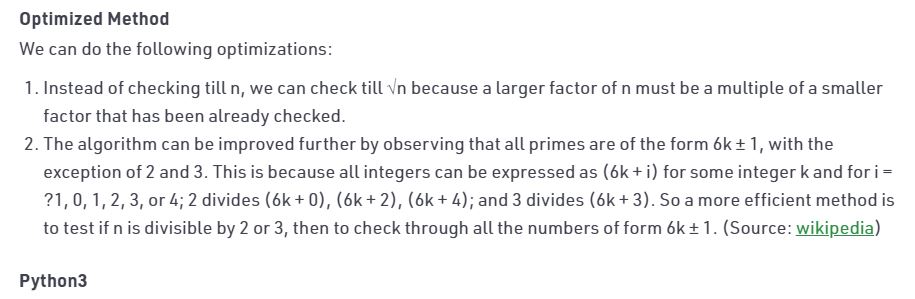 Optimized Method
We can do the following optimizations:
1. Instead of checking till n, we can check till √n because a larger factor of n must be a multiple of a smaller
factor that has been already checked.
2. The algorithm can be improved further by observing that all primes are of the form 6k ± 1, with the
exception of 2 and 3. This is because all integers can be expressed as (6k + i) for some integer k and for i =
?1, 0, 1, 2, 3, or 4; 2 divides (6k + 0), (6k + 2), (6k + 4); and 3 divides (6k + 3). So a more efficient method is
to test if n is divisible by 2 or 3, then to check through all the numbers of form 6k ± 1. (Source: wikipedia)
Python3